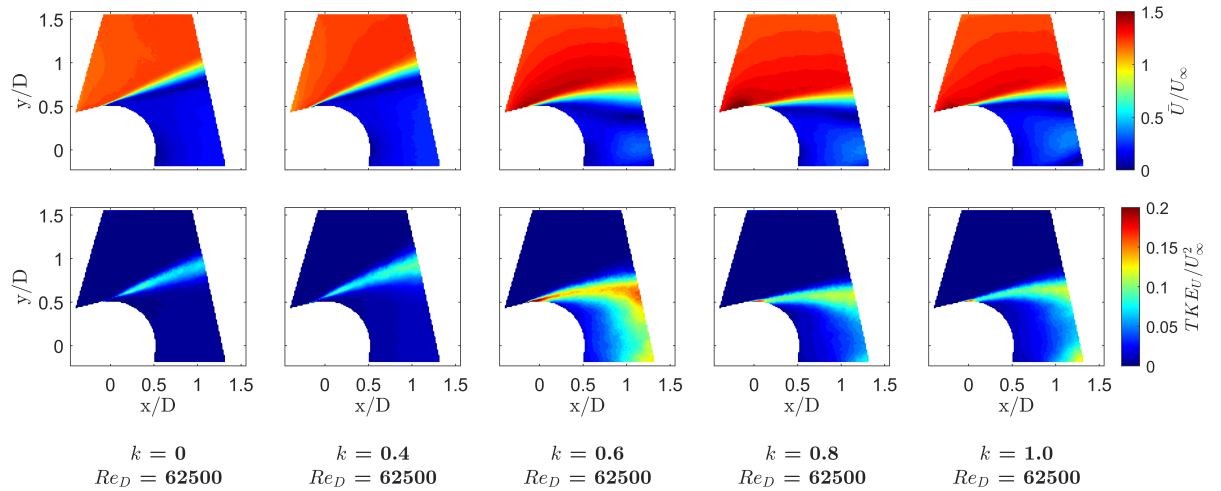 1.5
1
0.5
0
y/D
1.5
1
0.5
0
Ū/U∞
1.5
1
0.5
0
y/D
0 0.5 1 1.5
0 0.5 1 1.5
0 0.5 1 1.5
0 0.5 1 1.5
0 0.5 1 1.5
x/D
x/D
x/D
x/D
x/D
0.2
0.15
0.1
0.05
0
TKE_U/U²∞
k = 0
Re_D = 62500
k = 0.4
Re_D = 62500
k = 0.6
Re_D = 62500
k = 0.8
Re_D = 62500
k = 1.0
Re_D = 62500